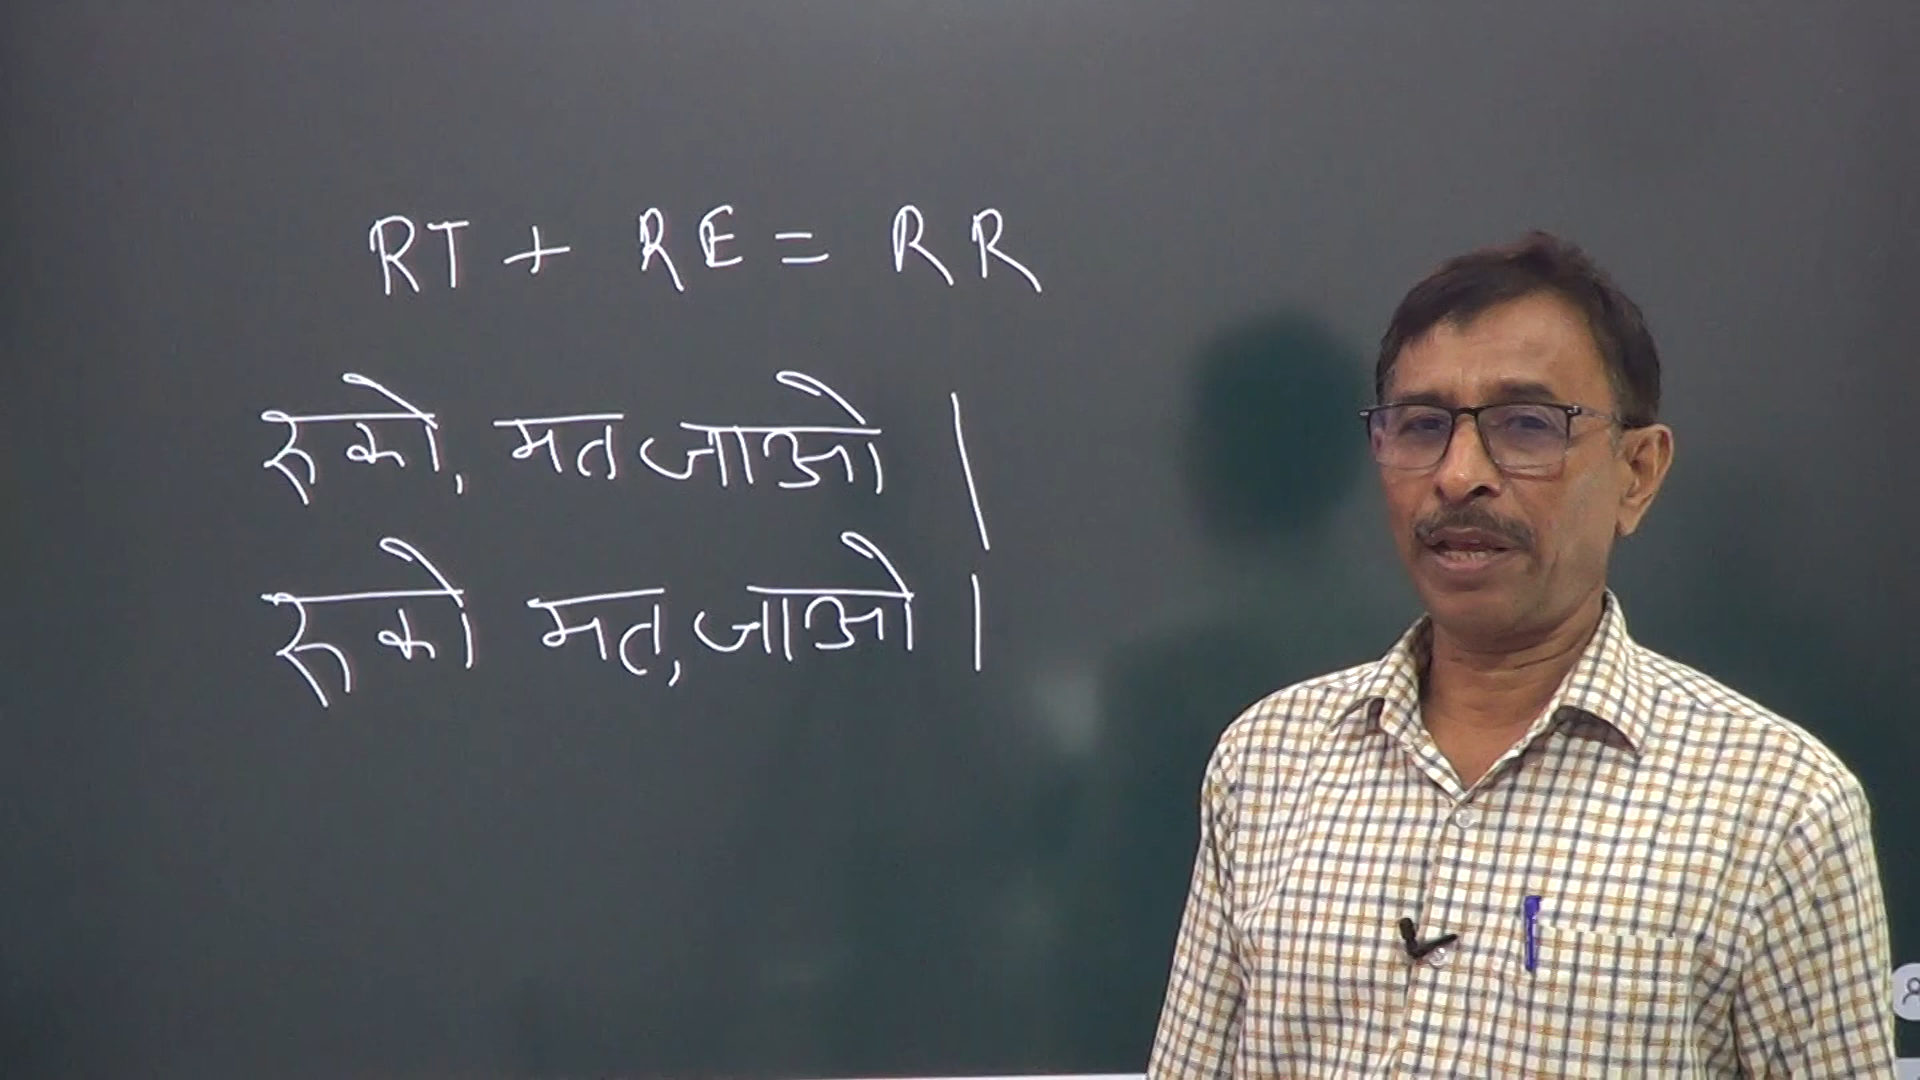 RT + RE = RR
रुको, मत जाओ |
रुको मत, जाओ |